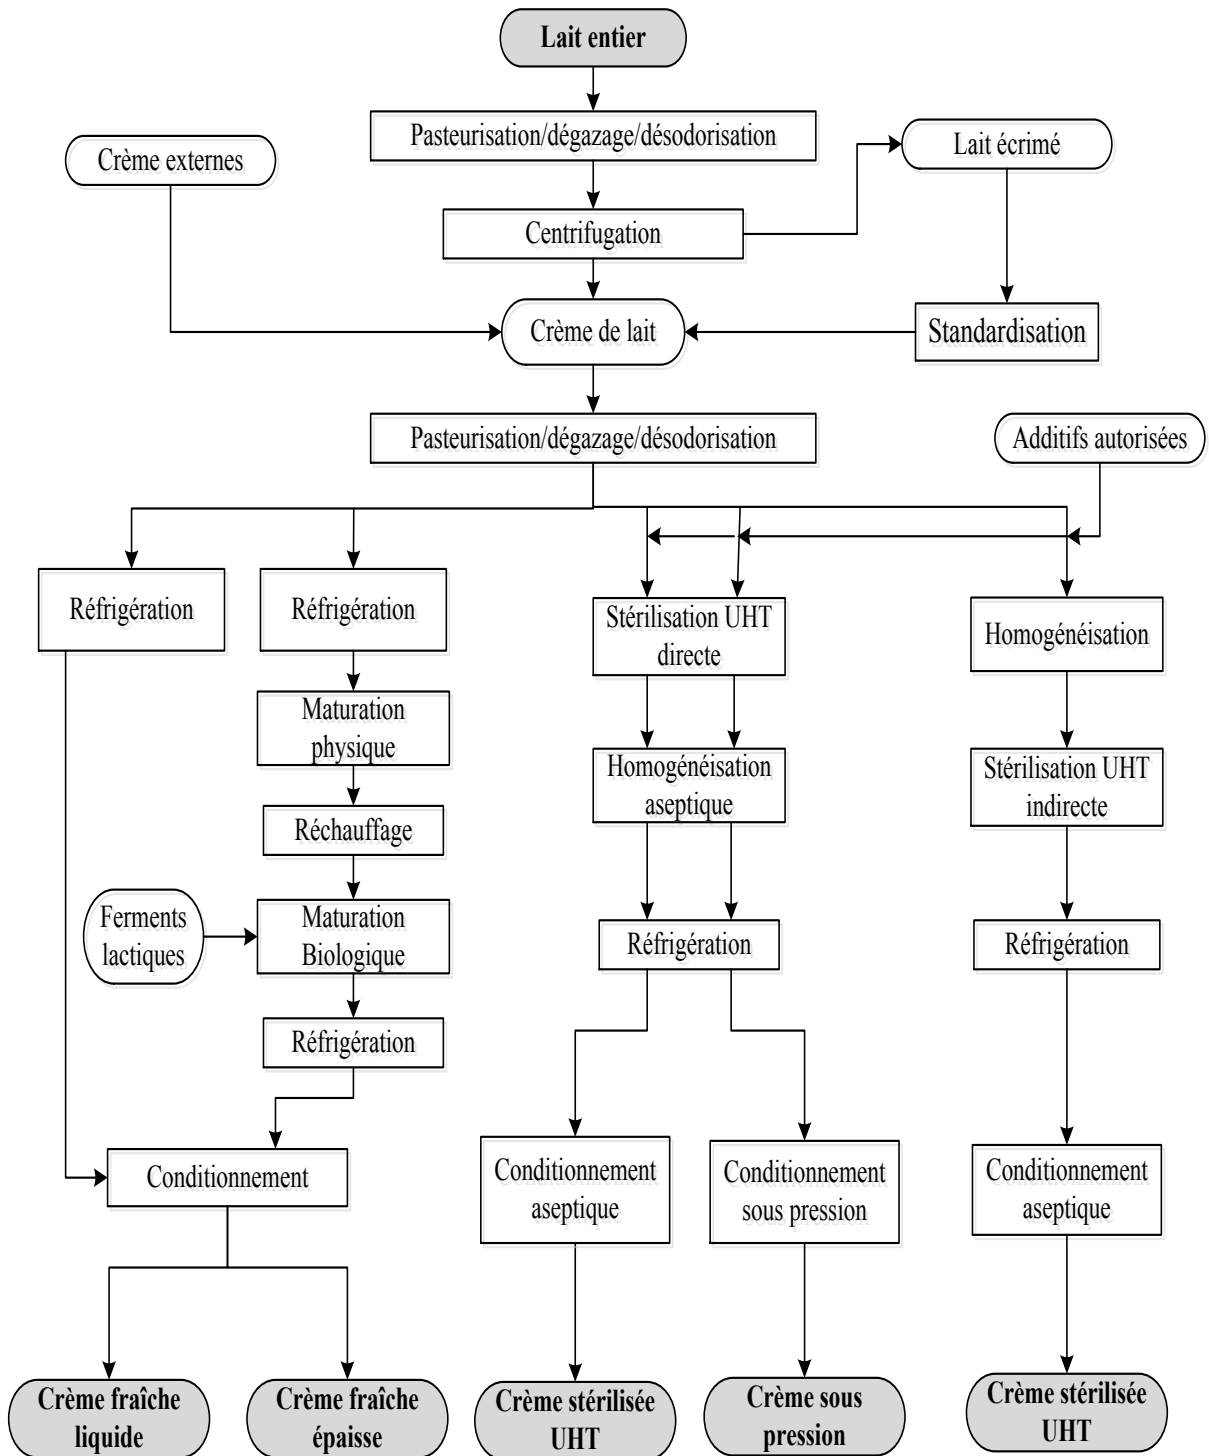 Lait entier
Pasteurisation/dégazage/désodorisation
Crème externes
Lait écrimé
Centrifugation
Crème de lait
Standardisation
Pasteurisation/dégazage/désodorisation
Additifs autorisées
Réfrigération
Réfrigération
Stérilisation UHT
directe
Homogénéisation
Maturation
physique
Homogénéisation
aseptique
Stérilisation UHT
indirecte
Réchauffage
Ferments
lactiques
Maturation
Biologique
Réfrigération
Réfrigération
Réfrigération
Conditionnement
Conditionnement
aseptique
Conditionnement
sous pression
Conditionnement
aseptique
Crème fraîche
liquide
Crème fraîche
épaisse
Crème stérilisée
UHT
Crème sous
pression
Crème stérilisée
UHT